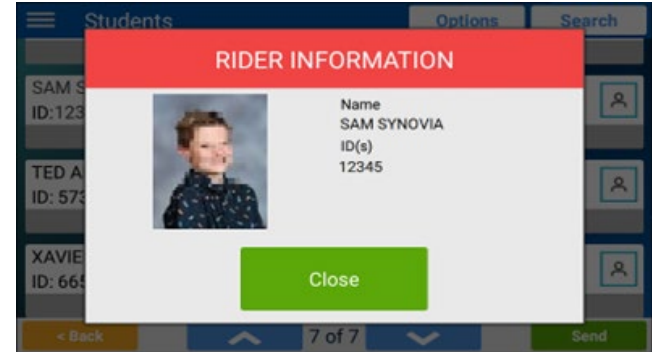 Students
Options
Search
RIDER INFORMATION
SAM S
ID:123
Name
SAM SYNOVIA
ID(s)
12345
TED A
ID: 573
XAVIE
ID: 665
Close
< Back
7 of 7
Send